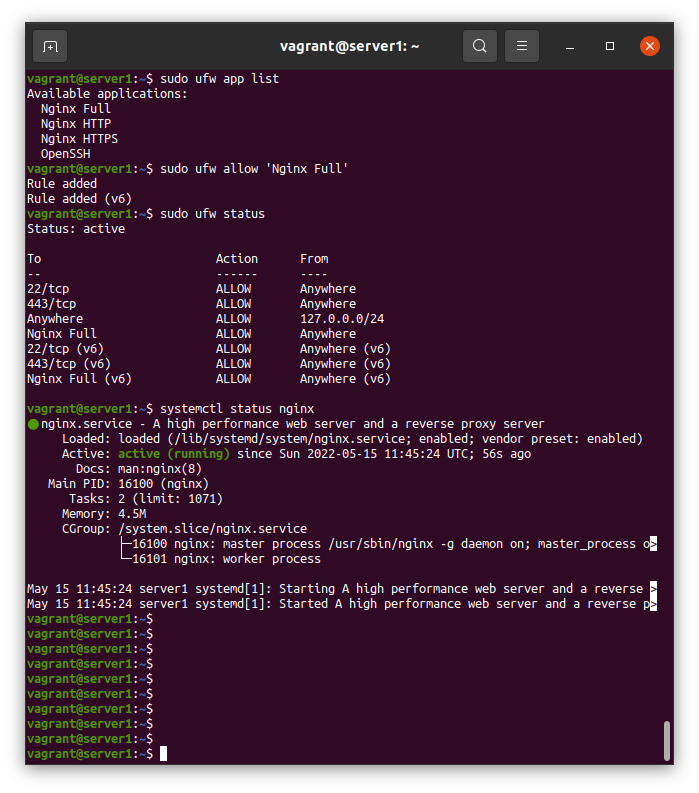 vagrant@server1: ~
vagrant@server1:~$ sudo ufw app list
Available applications:
  Nginx Full
  Nginx HTTP
  Nginx HTTPS
  OpenSSH
vagrant@server1:~$ sudo ufw allow 'Nginx Full'
Rule added
Rule added (v6)
vagrant@server1:~$ sudo ufw status
Status: active

To                         Action      From
--                         ------      ----
22/tcp                     ALLOW       Anywhere
443/tcp                    ALLOW       Anywhere
Anywhere                   ALLOW       127.0.0.0/24
Nginx Full                 ALLOW       Anywhere
22/tcp (v6)                ALLOW       Anywhere (v6)
443/tcp (v6)               ALLOW       Anywhere (v6)
Nginx Full (v6)            ALLOW       Anywhere (v6)

vagrant@server1:~$ systemctl status nginx
● nginx.service - A high performance web server and a reverse proxy server
     Loaded: loaded (/lib/systemd/system/nginx.service; enabled; vendor preset: enabled)
     Active: active (running) since Sun 2022-05-15 11:45:24 UTC; 56s ago
       Docs: man:nginx(8)
   Main PID: 16100 (nginx)
      Tasks: 2 (limit: 1071)
     Memory: 4.5M
     CGroup: /system.slice/nginx.service
             ├─16100 nginx: master process /usr/sbin/nginx -g daemon on; master_process o>
             └─16101 nginx: worker process

May 15 11:45:24 server1 systemd[1]: Starting A high performance web server and a reverse >
May 15 11:45:24 server1 systemd[1]: Started A high performance web server and a reverse p>
vagrant@server1:~$
vagrant@server1:~$
vagrant@server1:~$
vagrant@server1:~$
vagrant@server1:~$
vagrant@server1:~$
vagrant@server1:~$
vagrant@server1:~$
vagrant@server1:~$
vagrant@server1:~$